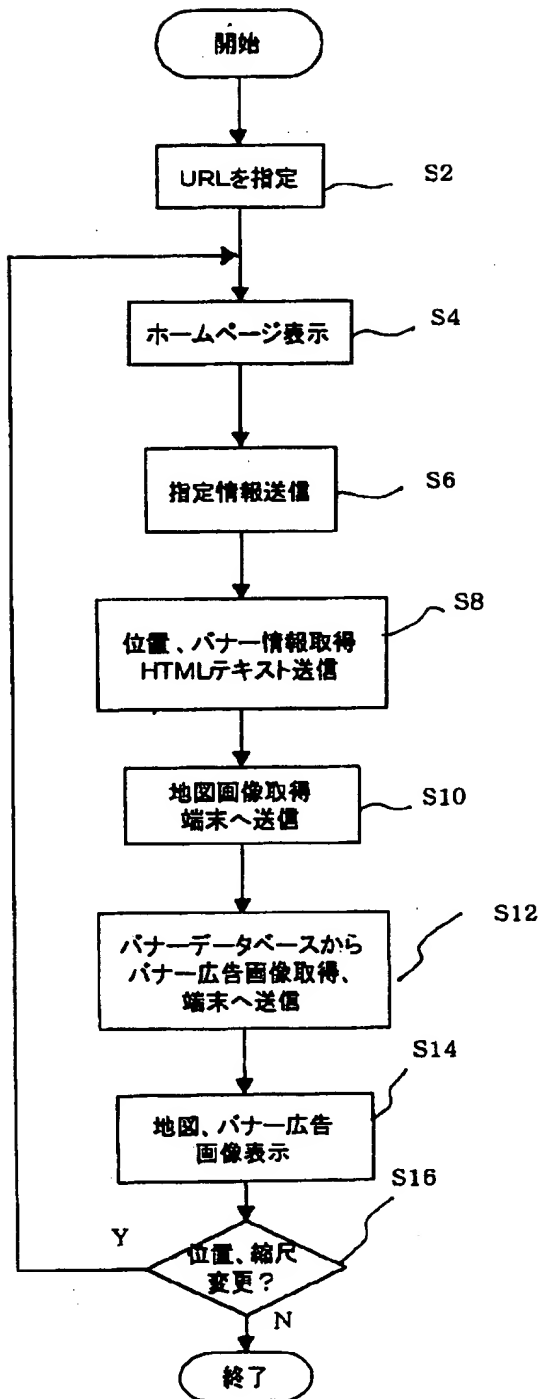 開始
URLを指定
S2
ホームページ表示
S4
指定情報送信
S6
位置、バナー情報取得
HTMLテキスト送信
S8
地図画像取得
端末へ送信
S10
バナーデータベースから
バナー広告画像取得、
端末へ送信
S12
地図、バナー広告
画像表示
S14
位置、縮尺
変更?
S16
Y
N
終了